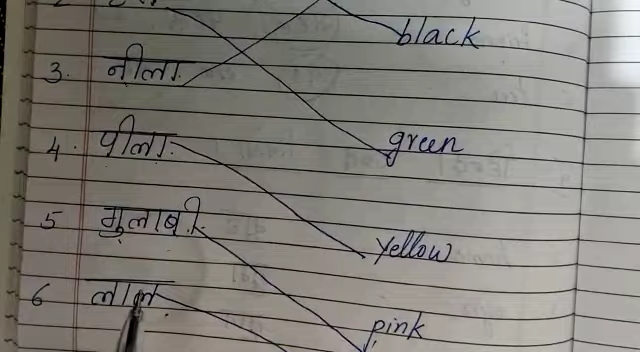 black
3. नीला
green
4. पीला
yellow
5 गुलाबी
pink
6 लाल